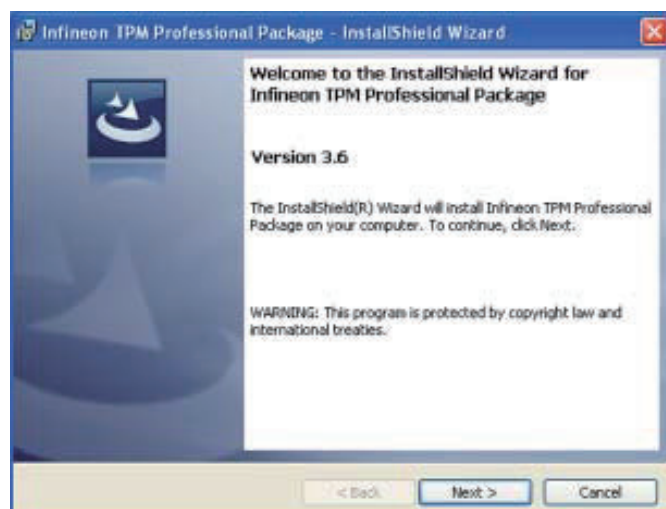 Infineon TPM Professional Package - InstallShield Wizard
Welcome to the InstallShield Wizard for
Infineon TPM Professional Package
Version 3.6
The InstallShield(R) Wizard will install Infineon TPM Professional
Package on your computer. To continue, click Next.
WARNING: This program is protected by copyright law and
international treaties.
< Back
Next >
Cancel